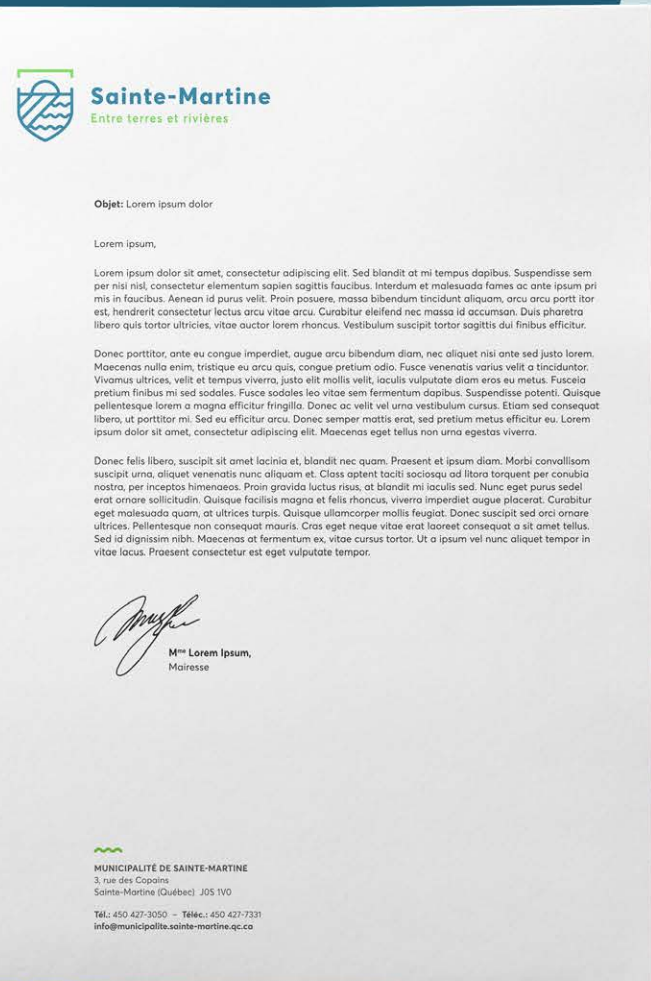 Sainte-Martine
Entre terres et rivières
Objet: Lorem ipsum dolor
Lorem ipsum,
Lorem ipsum dolor sit amet, consectetur adipiscing elit. Sed blandit at mi tempus dapibus. Suspendisse sem
per nisi nisl, consectetur elementum sapien sagittis faucibus. Interdum et malesuada fames ac ante ipsum pri
mis in faucibus. Aenean id purus velit. Proin posuere, massa bibendum tincidunt aliquam, arcu arcu portt itor
est, hendrerit consectetur lectus arcu vitae arcu. Curabitur eleifend nec massa id accumsan. Duis pharetra
libero quis tortor ultricies, vitae auctor lorem rhoncus. Vestibulum suscipit tortor sagittis dui finibus efficitur.
Donec porttitor, ante eu congue imperdiet, augue arcu bibendum diam, nec aliquet nisi ante sed justo lorem.
Maecenas nulla enim, tristique eu arcu quis, congue pretium odio. Fusce venenatis varius velit a tinciduntor.
Vivamus ultrices, velit et tempus viverra, justo elit mollis velit, iaculis vulputate diam eros eu metus. Fusceia
pretium finibus mi sed sodales. Fusce sodales leo vitae sem fermentum dapibus. Suspendisse potenti. Quisque
pellentesque lorem a magna efficitur fringilla. Donec ac velit vel urna vestibulum cursus. Etiam sed consequat
libero, ut porttitor mi. Sed eu efficitur arcu. Donec semper mattis erat, sed pretium metus efficitur eu. Lorem
ipsum dolor sit amet, consectetur adipiscing elit. Maecenas eget tellus non urna egestas viverra.
Donec felis libero, suscipit sit amet lacinia et, blandit nec quam. Praesent et ipsum diam. Morbi convallisom
suscipit urna, aliquet venenatis nunc aliquam et. Class aptent taciti sociosqu ad litora torquent per conubia
nostra, per inceptos himenaeos. Proin gravida luctus risus, at blandit mi iaculis sed. Nunc eget purus sedel
erat ornare sollicitudin. Quisque facilisis magna et felis rhoncus, viverra imperdiet augue placerat. Curabitur
eget malesuada quam, at ultrices turpis. Quisque ullamcorper mollis feugiat. Donec suscipit sed orci ornare
ultrices. Pellentesque non consequat mauris. Cras eget neque vitae erat laoreet consequat a sit amet tellus.
Sed id dignissim nibh. Maecenas at fermentum ex, vitae cursus tortor. Ut a ipsum vel nunc aliquet tempor in
vitae lacus. Praesent consectetur est eget vulputate tempor.
Mme Lorem Ipsum,
Mairesse
MUNICIPALITÉ DE SAINTE-MARTINE
3, rue des Copains
Sainte-Martine (Québec) J0S 1V0
Tél.: 450 427-3050 – Téléc.: 450 427-7331
info@municipalite.sainte-martine.qc.ca